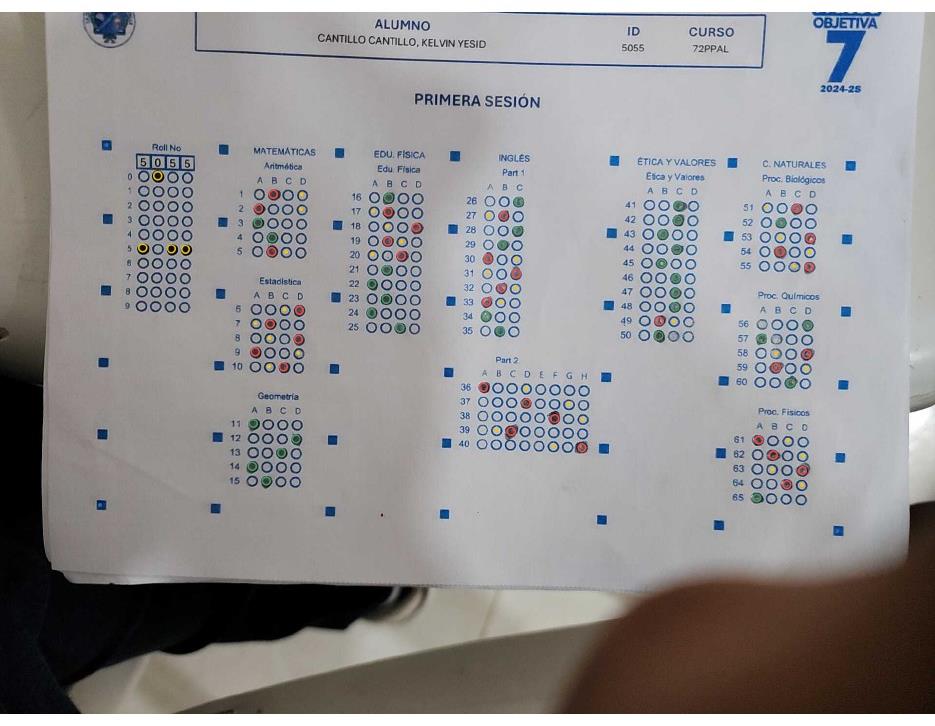 ALUMNO
CANTILLO CANTILLO, KELVIN YESID
ID
5055
CURSO
72PPAL
OBJETIVA
7
2024-25
PRIMERA SESIÓN
Roll No
5 0 5 5
0
1
2
3
4
5
6
7
8
9
MATEMÁTICAS
Aritmética
A B C D
1
2
3
4
5
Estadística
A B C D
6
7
8
9
10
Geometría
A B C D
11
12
13
14
15
EDU. FÍSICA
Edu. Física
A B C D
16
17
18
19
20
21
22
23
24
25
INGLÉS
Part 1
A B C
26
27
28
29
30
31
32
33
34
35
Part 2
A B C D E F G H
36
37
38
39
40
ÉTICA Y VALORES
Ética y Valores
A B C D
41
42
43
44
45
46
47
48
49
50
C. NATURALES
Proc. Biológicos
A B C D
51
52
53
54
55
Proc. Químicos
A B C D
56
57
58
59
60
Proc. Físicos
A B C D
61
62
63
64
65